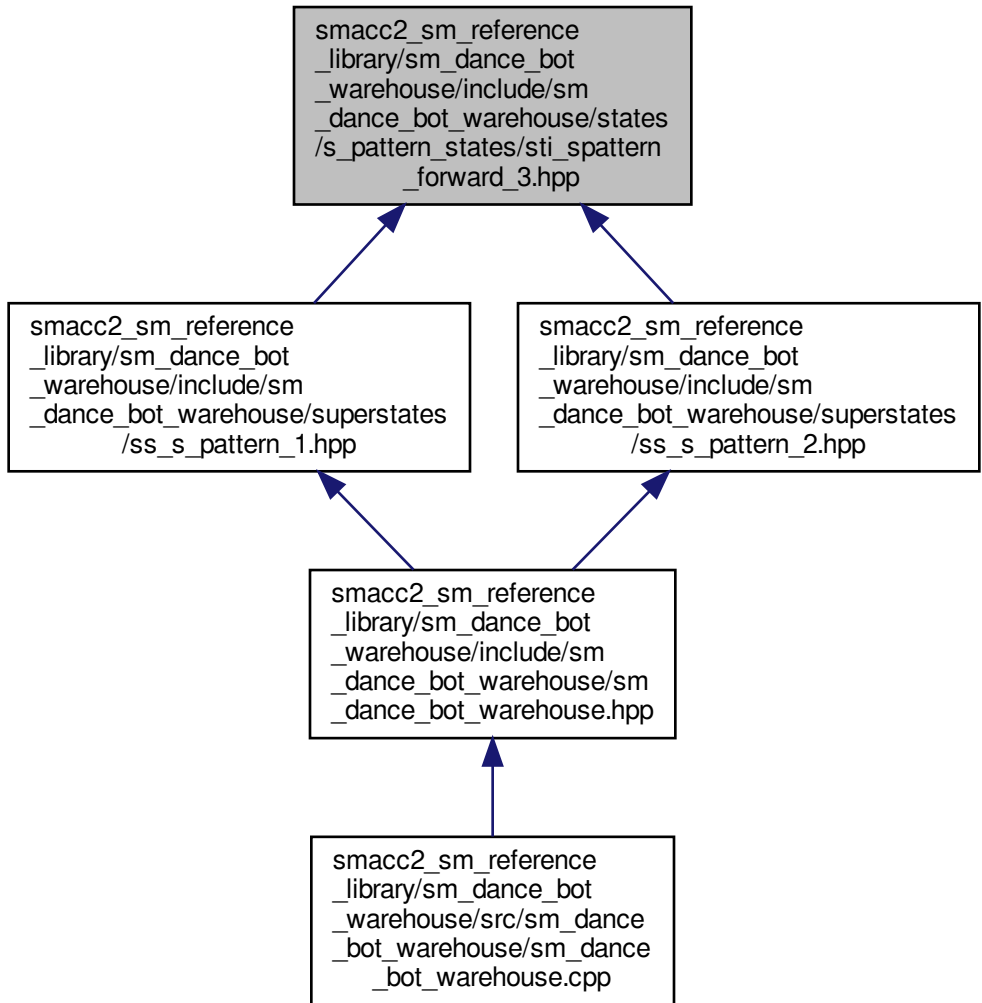 smacc2_sm_reference
_library/sm_dance_bot
_warehouse/include/sm
_dance_bot_warehouse/states
/s_pattern_states/sti_spattern
_forward_3.hpp
smacc2_sm_reference
_library/sm_dance_bot
_warehouse/include/sm
_dance_bot_warehouse/superstates
/ss_s_pattern_1.hpp
smacc2_sm_reference
_library/sm_dance_bot
_warehouse/include/sm
_dance_bot_warehouse/superstates
/ss_s_pattern_2.hpp
smacc2_sm_reference
_library/sm_dance_bot
_warehouse/include/sm
_dance_bot_warehouse/sm
_dance_bot_warehouse.hpp
smacc2_sm_reference
_library/sm_dance_bot
_warehouse/src/sm_dance
_bot_warehouse/sm_dance
_bot_warehouse.cpp